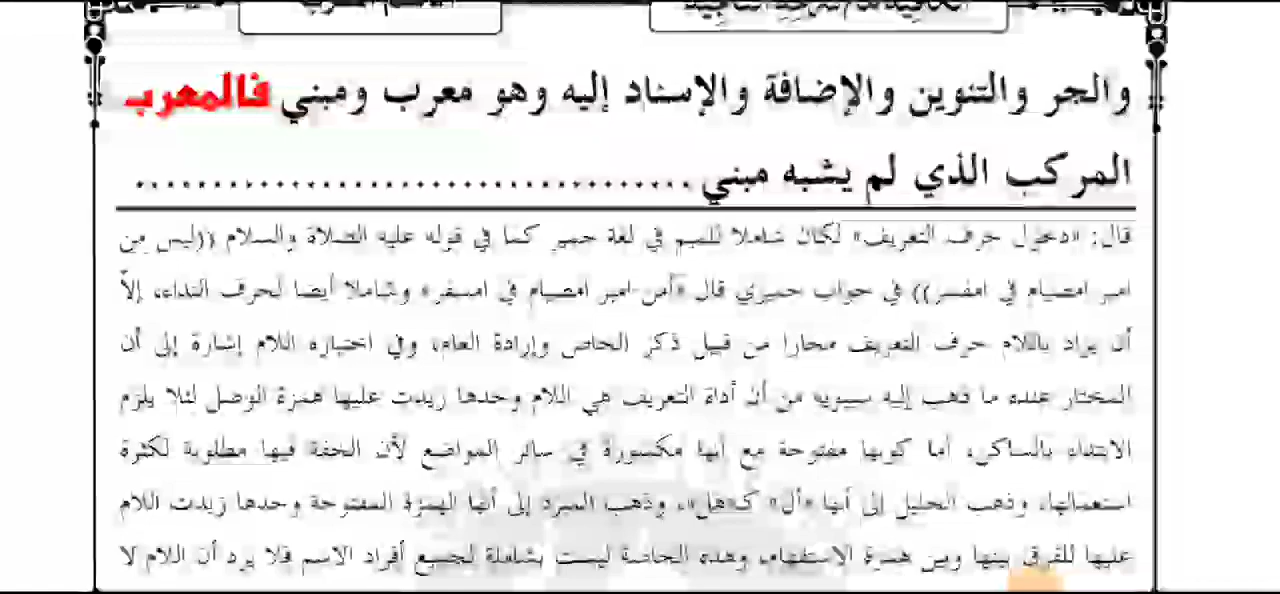 والجر والتنوين والإضافة والإسناد إليه وهو معرب ومبني فالمعرب
المركب الذي لم يشبه مبني
قال: «دخول حرف التعريف» لكان شاملا للميم في لغة حمير كما في قوله عليه الصلاة والسلام ((ليس من
امبر امصيام في امفسر)) في جواب حميري قال «أمن امبر امصيام في امسفر» وشاملا أيضا لحرف النداء، إلاّ
أن يراد باللام حرف التعريف مجازا من قبيل ذكر الخاص وإرادة العام، وفي اختياره اللام إشارة إلى أن
المختار عنده ما ذهب إليه سيبويه من أن أداة التعريف هي اللام وحدها زيدت عليها همزة الوصل لئلا يلزم
الابتداء بالساكن، أما كونها مفتوحة مع أنها مكسورة في سائر المواضع لأن الخفة فيها مطلوبة لكثرة
استعمالها، وذهب الخليل إلى أنها «أل» كـ«هل»، وذهب المبرد إلى أنها الهمزة المفتوحة وحدها زيدت اللام
عليها للفرق بينها وبين همزة الاستفهام، وهذه الخاصة ليست بشاملة لجميع أفراد الاسم فلا يرد أن اللام لا